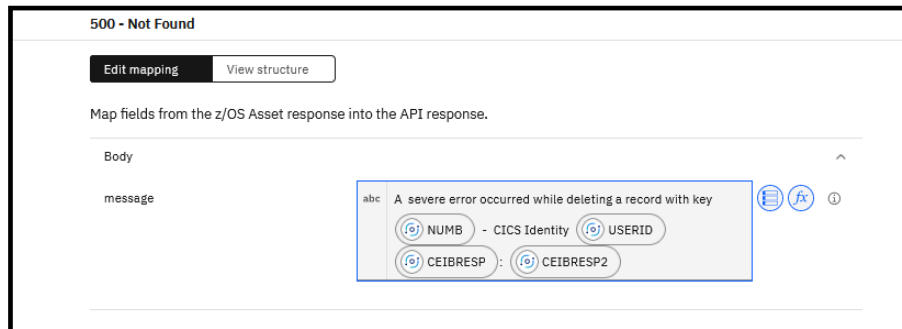 500 - Not Found
Edit mapping View structure
Map fields from the z/OS Asset response into the API response.
Body
message abc A severe error occurred while deleting a record with key fx
NUMB - CICS Identity USERID
CEIBRESP : CEIBRESP2